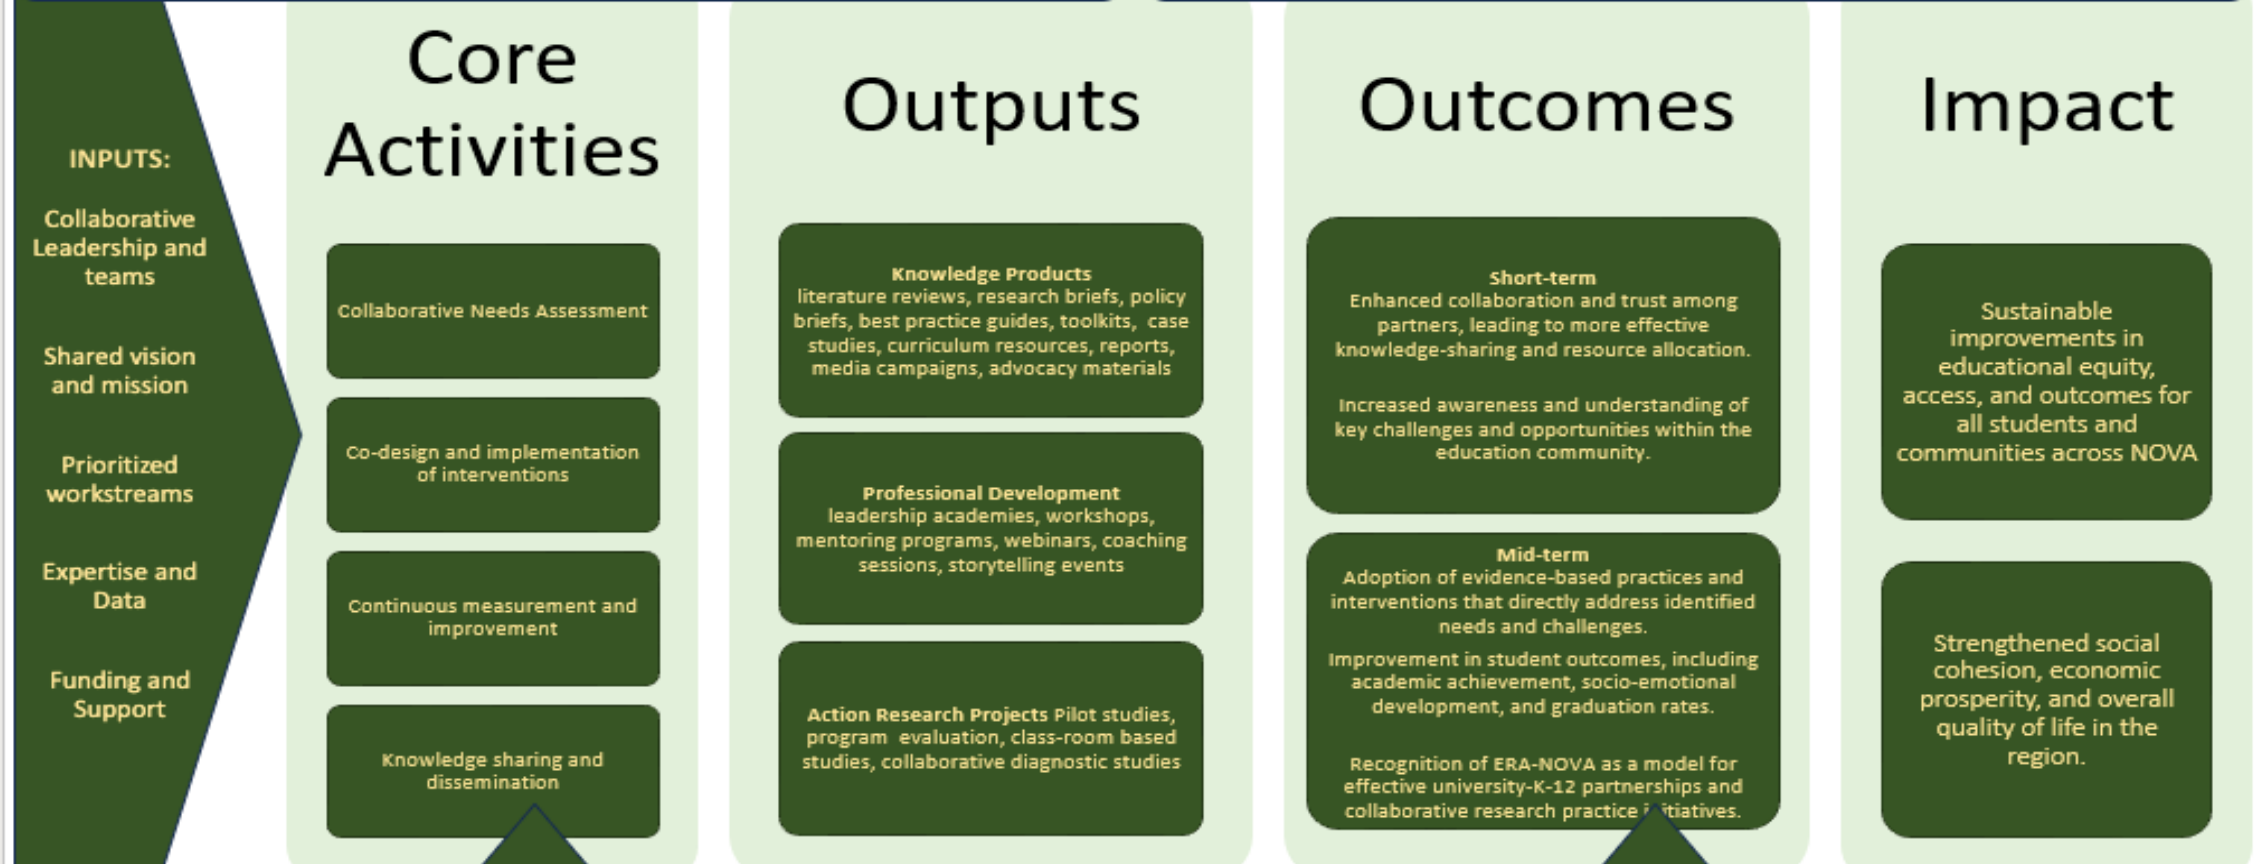 INPUTS:
Collaborative
Leadership and
teams
Shared vision
and mission
Prioritized
workstreams
Expertise and
Data
Funding and
Support
Core
Activities
Collaborative Needs Assessment
Co-design and implementation
of interventions
Continuous measurement and
improvement
Knowledge sharing and
dissemination
Outputs
Knowledge Products
literature reviews, research briefs, policy
briefs, best practice guides, toolkits, case
studies, curriculum resources, reports,
media campaigns, advocacy materials
Professional Development
leadership academies, workshops,
mentoring programs, webinars, coaching
sessions, storytelling events
Action Research Projects Pilot studies,
program evaluation, class-room based
studies, collaborative diagnostic studies
Outcomes
Short-term
Enhanced collaboration and trust among
partners, leading to more effective
knowledge-sharing and resource allocation.
Increased awareness and understanding of
key challenges and opportunities within the
education community.
Mid-term
Adoption of evidence-based practices and
interventions that directly address identified
needs and challenges.
Improvement in student outcomes, including
academic achievement, socio-emotional
development, and graduation rates.
Recognition of ERA-NOVA as a model for
effective university-K-12 partnerships and
collaborative research practice initiatives.
Impact
Sustainable
improvements in
educational equity,
access, and outcomes for
all students and
communities across NOVA
Strengthened social
cohesion, economic
prosperity, and overall
quality of life in the
region.